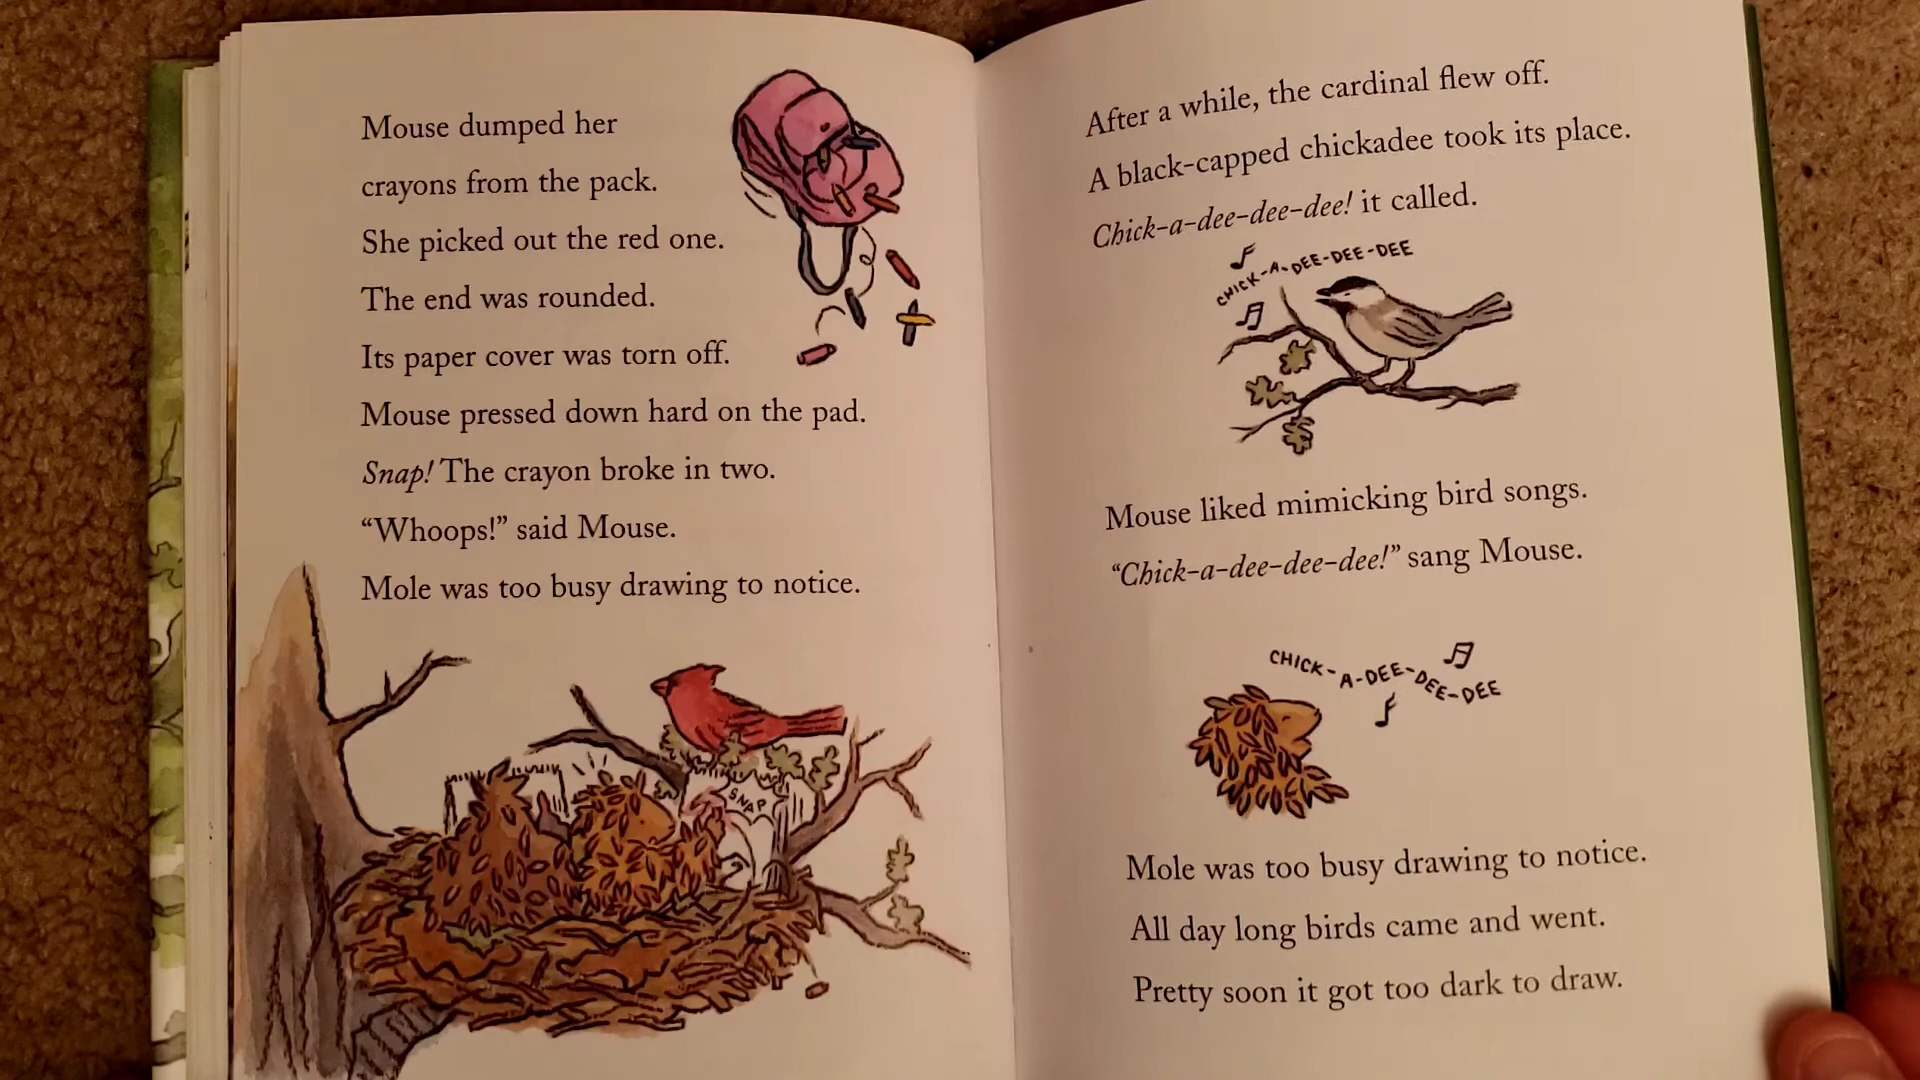 Mouse dumped her
crayons from the pack.
She picked out the red one.
The end was rounded.
Its paper cover was torn off.
Mouse pressed down hard on the pad.
Snap! The crayon broke in two.
“Whoops!” said Mouse.
Mole was too busy drawing to notice.
SNAP
After a while, the cardinal flew off.
A black-capped chickadee took its place.
Chick-a-dee-dee-dee! it called.
CHICK-A-DEE-DEE-DEE
Mouse liked mimicking bird songs.
“Chick-a-dee-dee-dee!” sang Mouse.
CHICK-A-DEE-DEE-DEE
Mole was too busy drawing to notice.
All day long birds came and went.
Pretty soon it got too dark to draw.